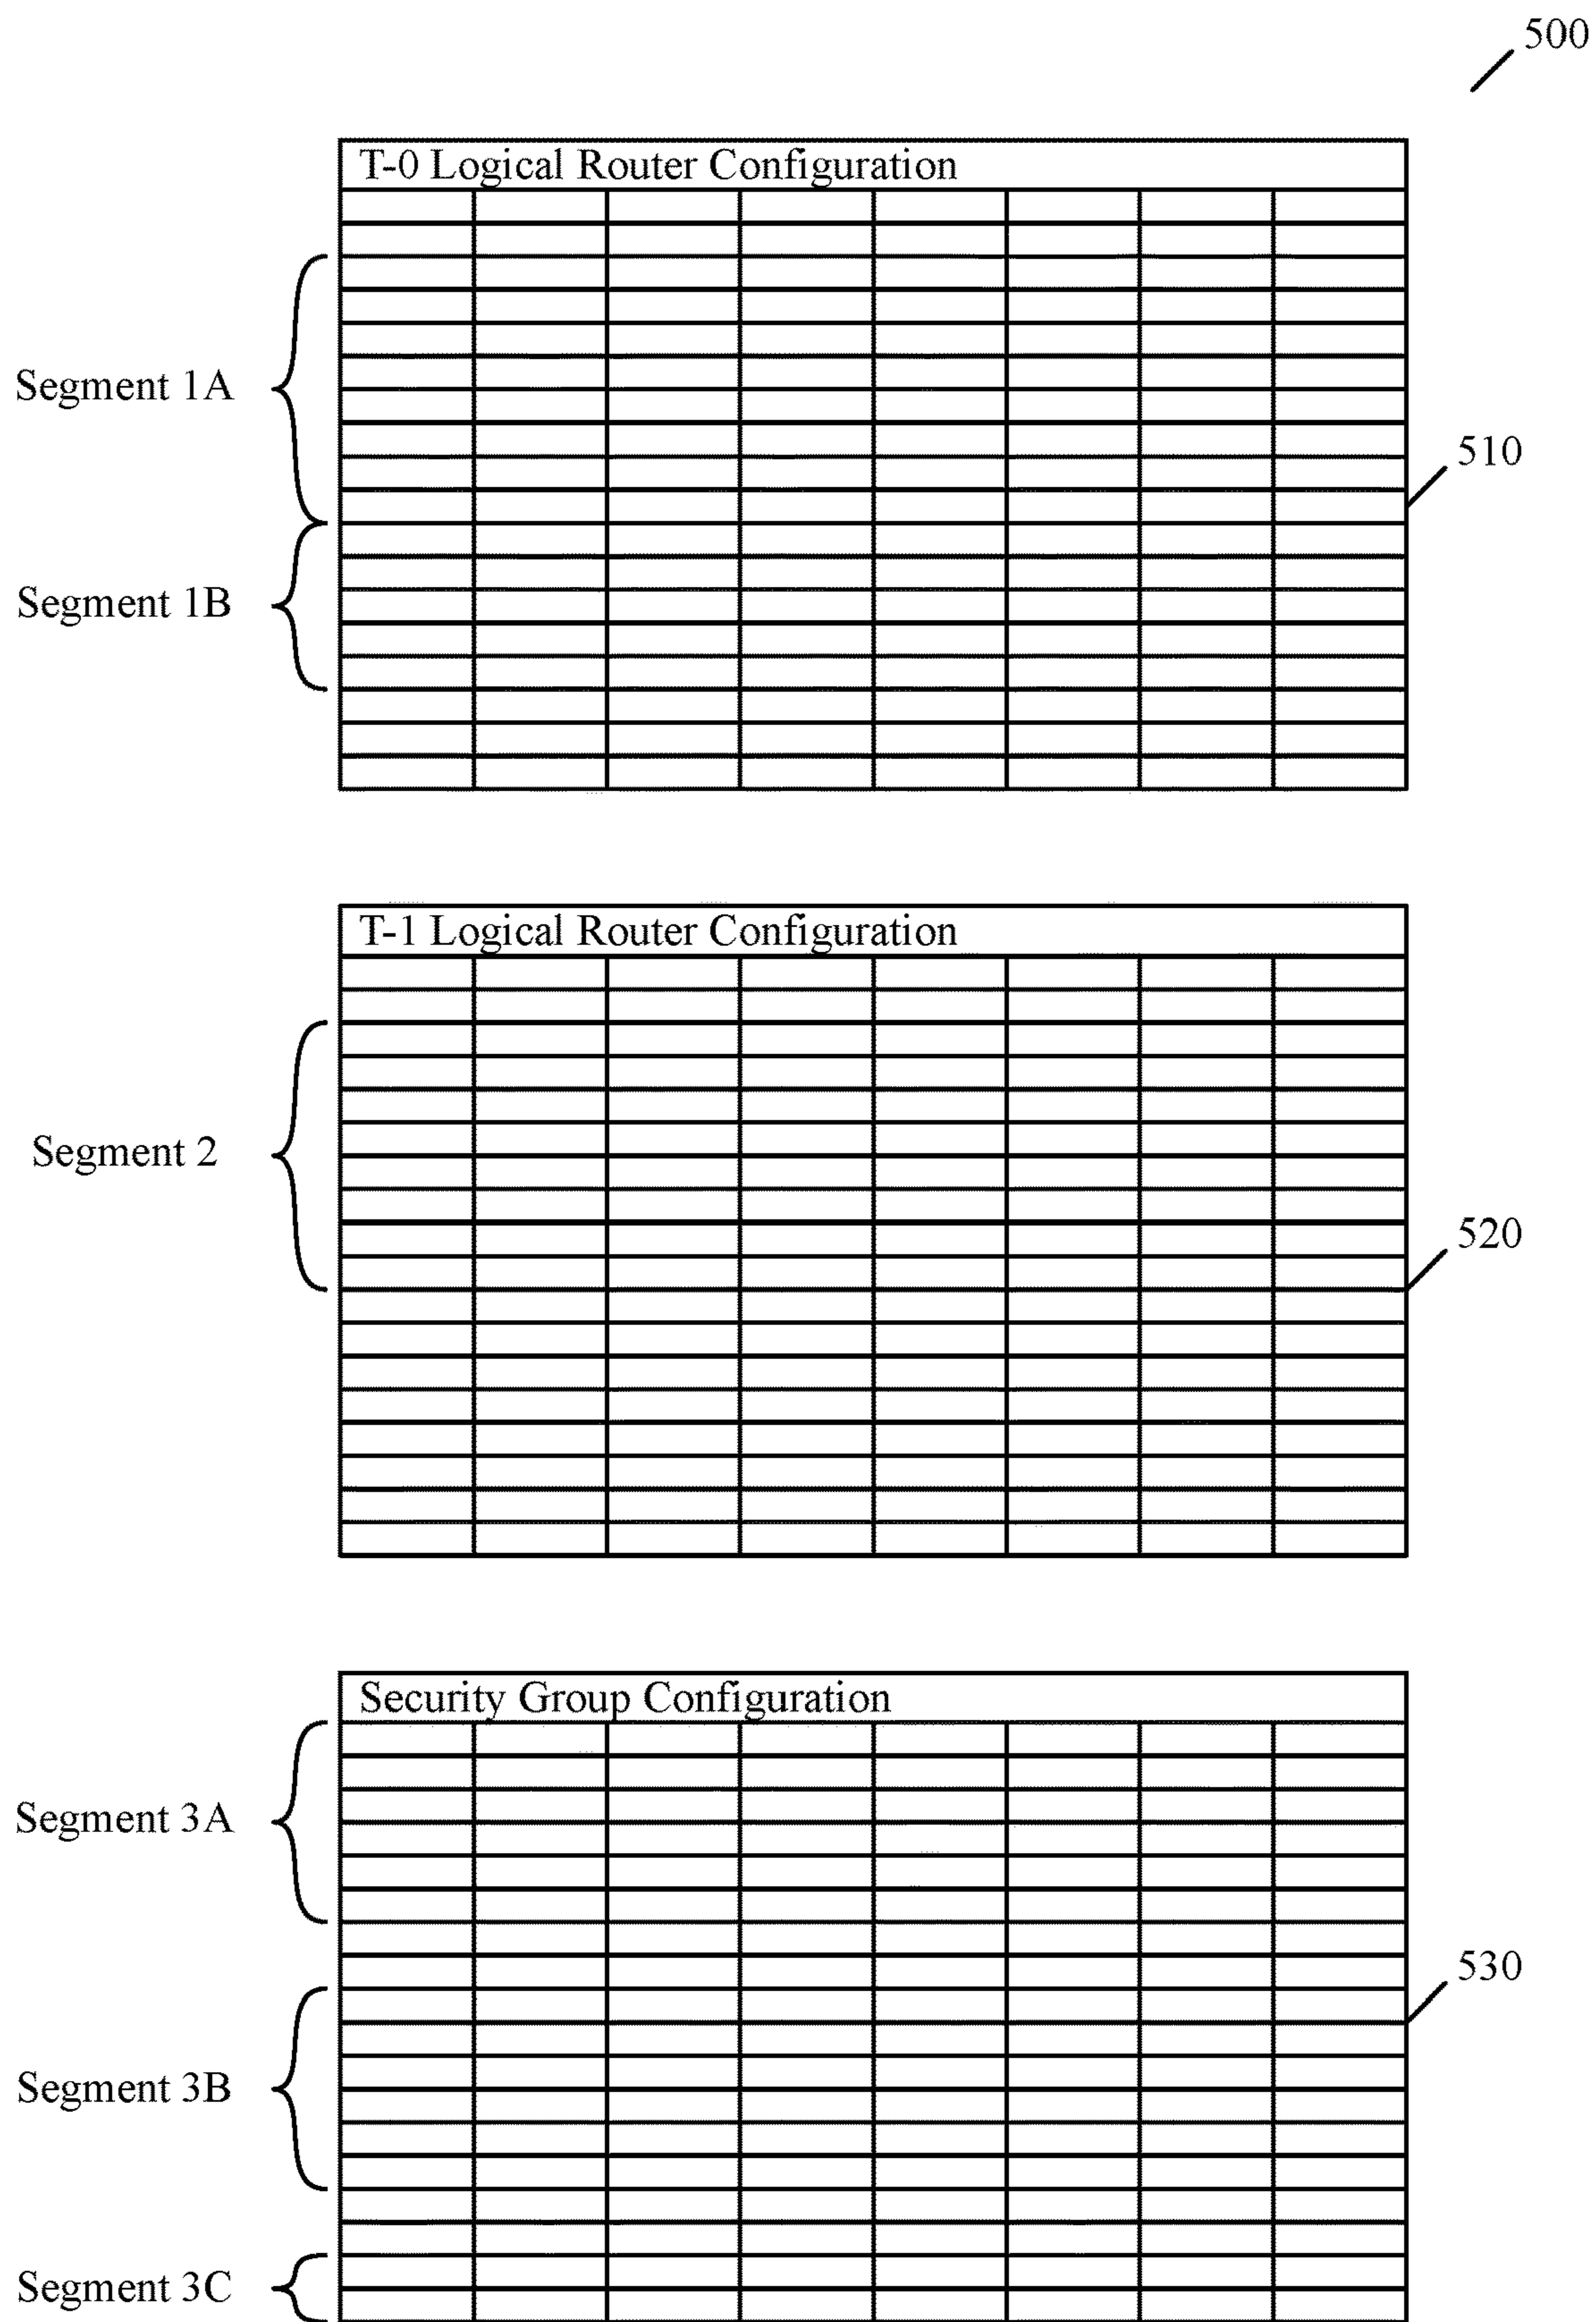 500
T-0 Logical Router Configuration
Segment 1A
510
Segment 1B
T-1 Logical Router Configuration
Segment 2
520
Security Group Configuration
Segment 3A
530
Segment 3B
Segment 3C